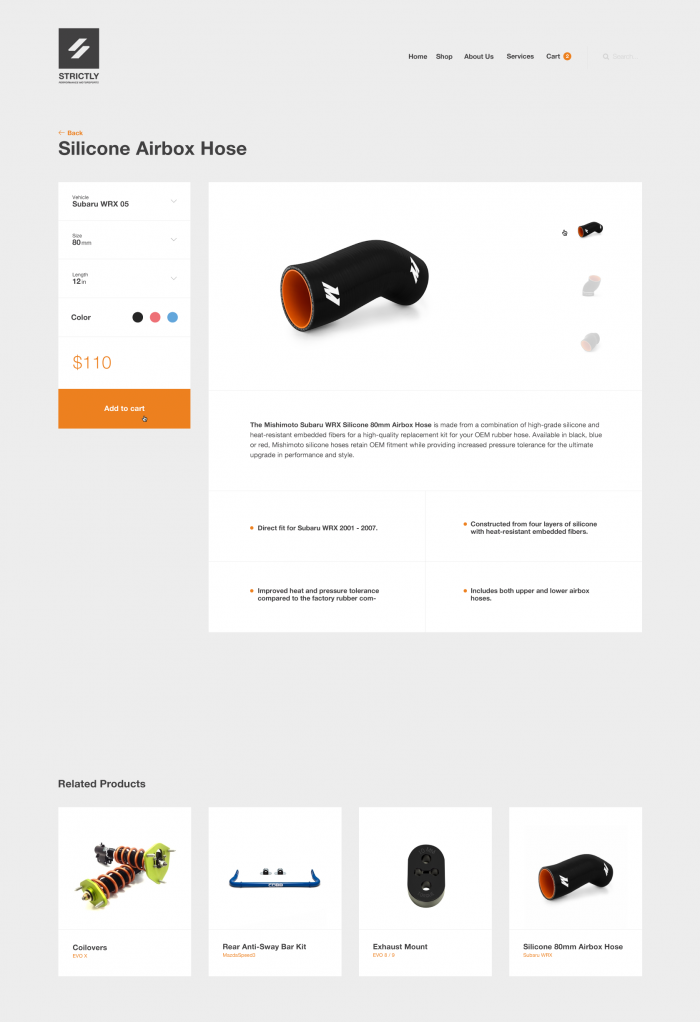 STRICTLY
Home Shop About Us Services Cart
Search...
Back
Silicone Airbox Hose
Vehicle
Subaru WRX 05
Size
80mm
Length
12in
Color
$110
Add to cart
The Mishimoto Subaru WRX Silicone 80mm Airbox Hose is made from a combination of high-grade silicone and
heat-resistant embedded fibers for a high-quality replacement kit for your OEM rubber hose. Available in black, blue
or red, Mishimoto silicone hoses retain OEM fitment while providing increased pressure tolerance for the ultimate
upgrade in performance and style.
Direct fit for Subaru WRX 2001 - 2007.
Constructed from four layers of silicone
with heat-resistant embedded fibers.
Improved heat and pressure tolerance
compared to the factory rubber com-
Includes both upper and lower airbox
hoses.
Related Products
COBB
Coilovers
EVO X
Rear Anti-Sway Bar Kit
MazdaSpeed3
Exhaust Mount
EVO 8 / 9
Silicone 80mm Airbox Hose
Subaru WRX